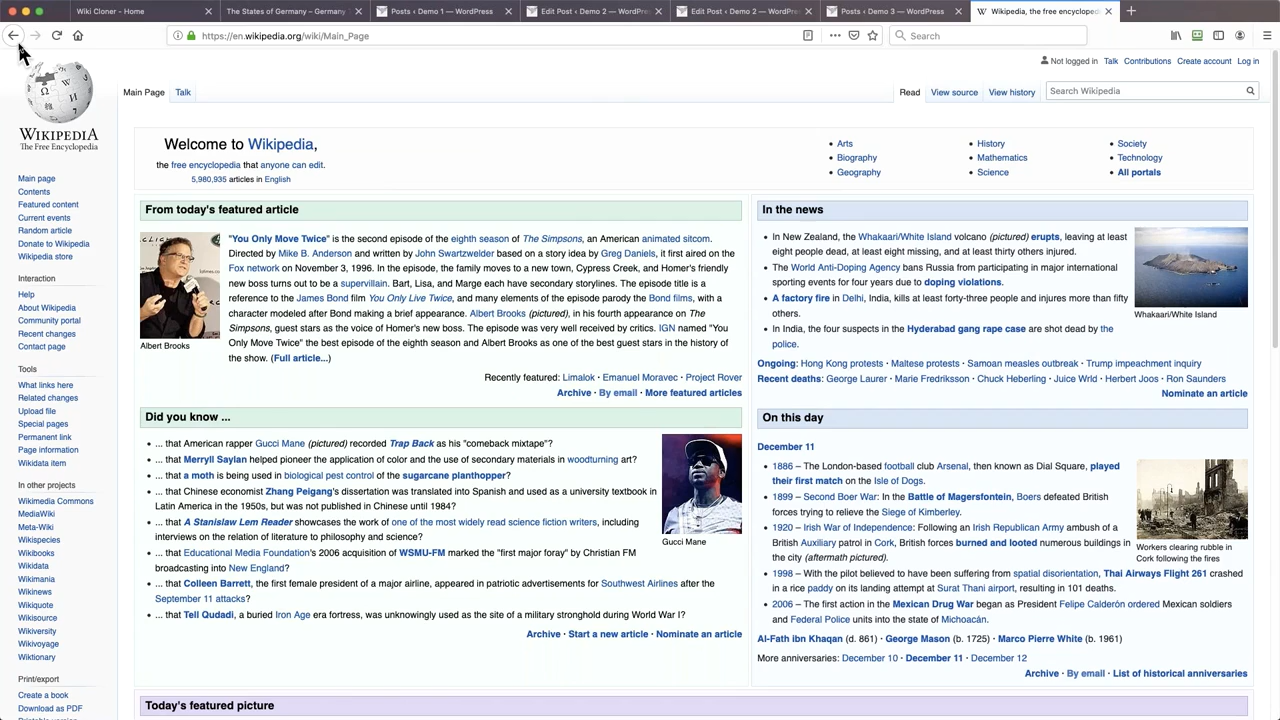 Wiki Cloner - Home
The States of Germany – Germany
Posts ‹ Demo 1 — WordPress
Edit Post ‹ Demo 2 — WordPre
Edit Post ‹ Demo 2 — WordPre
Posts ‹ Demo 3 — WordPress
Wikipedia, the free encyclopedi
https://en.wikipedia.org/wiki/Main_Page
Search
Not logged in Talk Contributions Create account Log in
Main Page Talk
Read View source View history
Search Wikipedia
WIKIPEDIA
The Free Encyclopedia
Main page
Contents
Featured content
Current events
Random article
Donate to Wikipedia
Wikipedia store
Interaction
Help
About Wikipedia
Community portal
Recent changes
Contact page
Tools
What links here
Related changes
Upload file
Special pages
Permanent link
Page information
Wikidata item
In other projects
Wikimedia Commons
MediaWiki
Meta-Wiki
Wikispecies
Wikibooks
Wikidata
Wikimania
Wikinews
Wikiquote
Wikisource
Wikiversity
Wikivoyage
Wiktionary
Print/export
Create a book
Download as PDF
Welcome to Wikipedia,
the free encyclopedia that anyone can edit.
5,980,935 articles in English
Arts
Biography
Geography
History
Mathematics
Science
Society
Technology
All portals
From today's featured article
"You Only Move Twice" is the second episode of the eighth season of The Simpsons, an American animated sitcom.
Directed by Mike B. Anderson and written by John Swartzwelder based on a story idea by Greg Daniels, it first aired on the
Fox network on November 3, 1996. In the episode, the family moves to a new town, Cypress Creek, and Homer's friendly
new boss turns out to be a supervillain. Bart, Lisa, and Marge each have secondary storylines. The episode title is a
reference to the James Bond film You Only Live Twice, and many elements of the episode parody the Bond films, with a
character modeled after Bond making a brief appearance. Albert Brooks (pictured), in his fourth appearance on The
Simpsons, guest stars as the voice of Homer's new boss. The episode was very well received by critics. IGN named "You
Only Move Twice" the best episode of the eighth season and Albert Brooks as one of the best guest stars in the history of
the show. (Full article...)
Albert Brooks
Recently featured: Limalok · Emanuel Moravec · Project Rover
Archive · By email · More featured articles
Did you know ...
... that American rapper Gucci Mane (pictured) recorded Trap Back as his "comeback mixtape"?
... that Merryll Saylan helped pioneer the application of color and the use of secondary materials in woodturning art?
... that a moth is being used in biological pest control of the sugarcane planthopper?
... that Chinese economist Zhang Peigang's dissertation was translated into Spanish and used as a university textbook in
Latin America in the 1950s, but was not published in Chinese until 1984?
... that A Stanislaw Lem Reader showcases the work of one of the most widely read science fiction writers, including
interviews on the relation of literature to philosophy and science?
... that Educational Media Foundation's 2006 acquisition of WSMU-FM marked the "first major foray" by Christian FM
broadcasting into New England?
... that Colleen Barrett, the first female president of a major airline, appeared in patriotic advertisements for Southwest Airlines after the
September 11 attacks?
... that Tell Qudadi, a buried Iron Age era fortress, was unknowingly used as the site of a military stronghold during World War I?
Gucci Mane
Archive · Start a new article · Nominate an article
In the news
In New Zealand, the Whakaari/White Island volcano (pictured) erupts, leaving at least
eight people dead, at least eight missing, and at least thirty others injured.
The World Anti-Doping Agency bans Russia from participating in major international
sporting events for four years due to doping violations.
A factory fire in Delhi, India, kills at least forty-three people and injures more than fifty
others.
In India, the four suspects in the Hyderabad gang rape case are shot dead by the
police.
Whakaari/White Island
Ongoing: Hong Kong protests · Maltese protests · Samoan measles outbreak · Trump impeachment inquiry
Recent deaths: George Laurer · Marie Fredriksson · Chuck Heberling · Juice Wrld · Herbert Joos · Ron Saunders
Nominate an article
On this day
December 11
1886 – The London-based football club Arsenal, then known as Dial Square, played
their first match on the Isle of Dogs.
1899 – Second Boer War: In the Battle of Magersfontein, Boers defeated British
forces trying to relieve the Siege of Kimberley.
1920 – Irish War of Independence: Following an Irish Republican Army ambush of a
British Auxiliary patrol in Cork, British forces burned and looted numerous buildings in
the city (aftermath pictured).
1998 – With the pilot believed to have been suffering from spatial disorientation, Thai Airways Flight 261 crashed
in a rice paddy on its landing attempt at Surat Thani airport, resulting in 101 deaths.
2006 – The first action in the Mexican Drug War began as President Felipe Calderón ordered Mexican soldiers
and Federal Police units into the state of Michoacán.
Workers clearing rubble in
Cork following the fires
Al-Fath ibn Khaqan (d. 861) · George Mason (b. 1725) · Marco Pierre White (b. 1961)
More anniversaries: December 10 · December 11 · December 12
Archive · By email · List of historical anniversaries
Today's featured picture